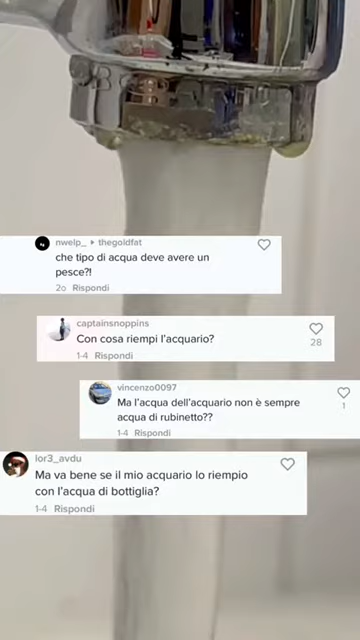 nwelp_ ▸ thegoldfat
che tipo di acqua deve avere un
pesce?!
2o Rispondi
captainsnoppins
Con cosa riempi l'acquario?
28
1-4 Rispondi
vincenzo0097
Ma l'acqua dell'acquario non è sempre
acqua di rubinetto??
1
1-4 Rispondi
lor3_avdu
Ma va bene se il mio acquario lo riempio
con l'acqua di bottiglia?
1-4 Rispondi